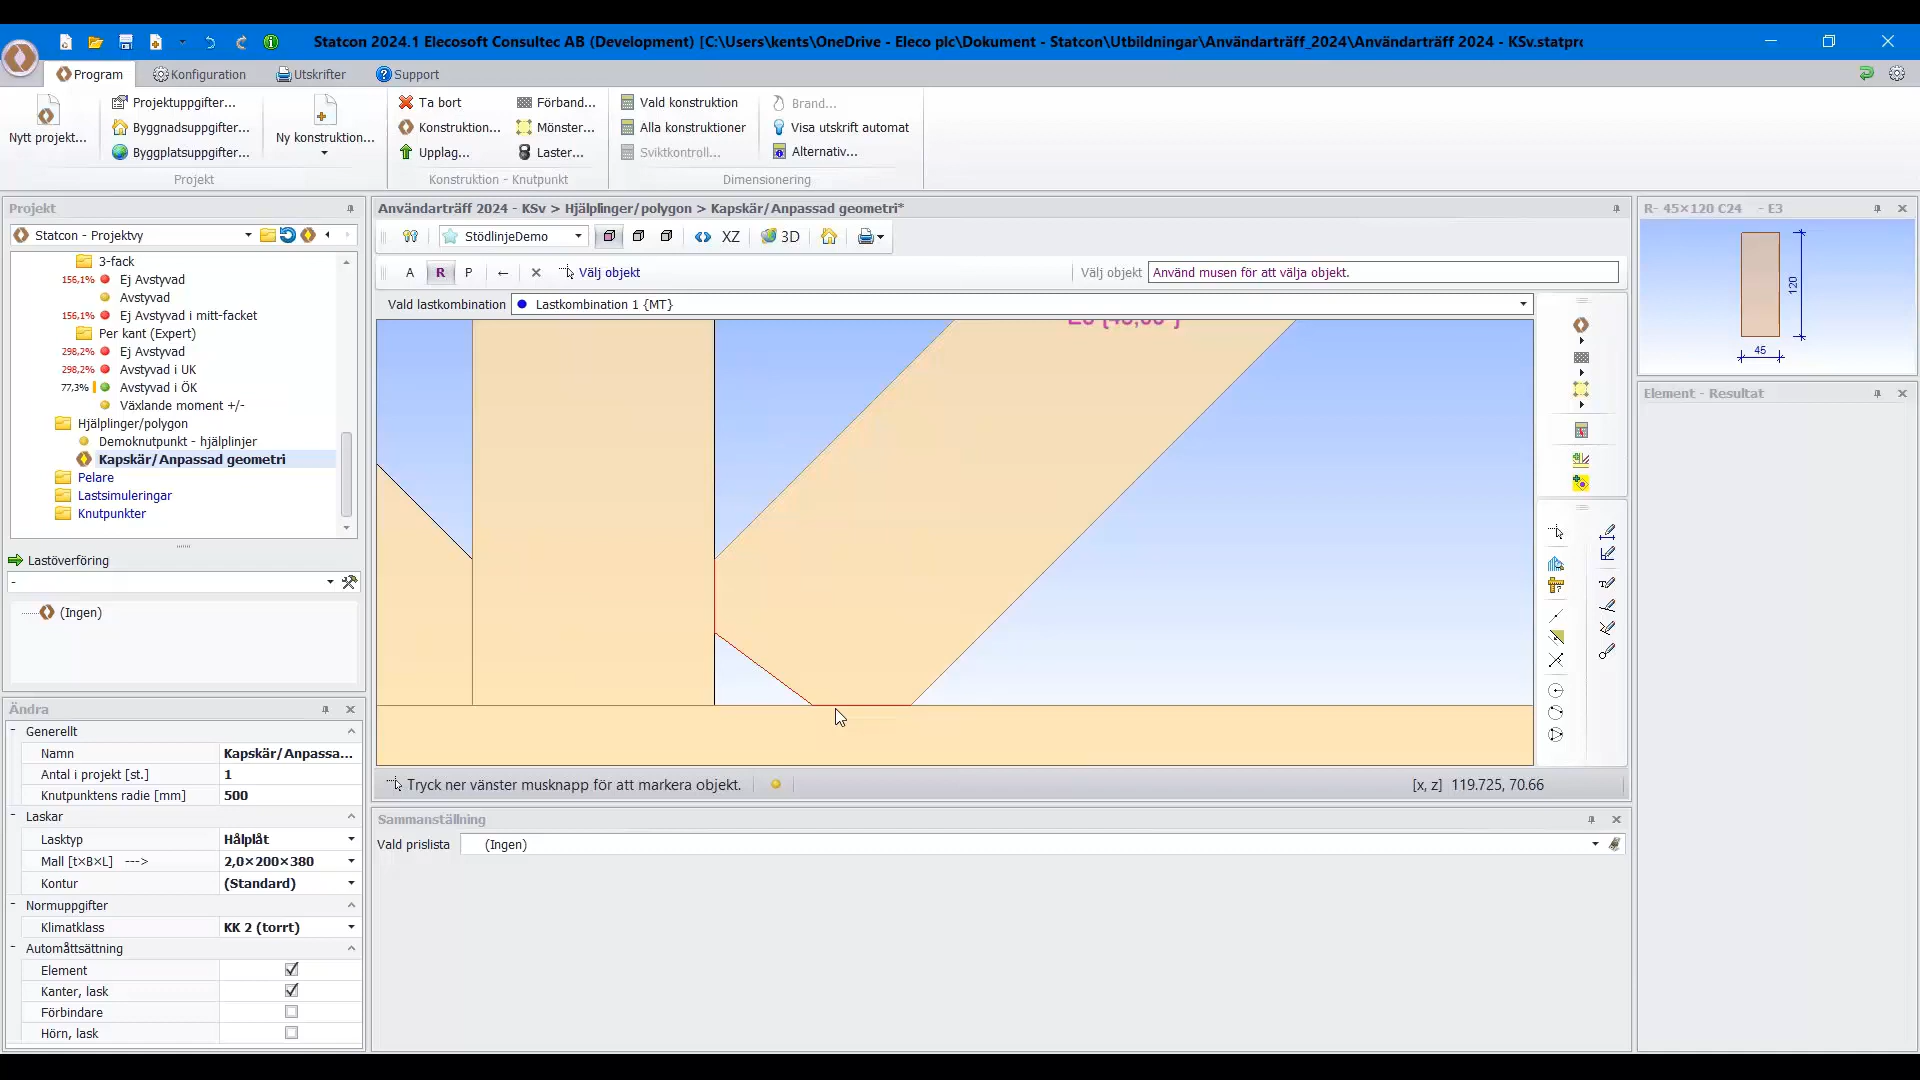 Statcon 2024.1 Elecosoft Consultec AB (Development) [C:\Users\kents\OneDrive - Eleco plc\Dokument - Statcon\Utbildningar\Användarträff_2024\Användarträff 2024 - KSv.statpro
Program
Konfiguration
Utskrifter
Support
Nytt projekt...
Projektuppgifter...
Byggnadsuppgifter...
Byggplatsuppgifter...
Projekt
Ny konstruktion...
Ta bort
Konstruktion...
Upplag...
Förband...
Mönster...
Laster...
Konstruktion - Knutpunkt
Vald konstruktion
Alla konstruktioner
Sviktkontroll...
Brand...
Visa utskrift automat
Alternativ...
Dimensionering
Projekt
Statcon - Projektvy
3-fack
156,1% Ej Avstyvad
Avstyvad
156,1% Ej Avstyvad i mitt-facket
Per kant (Expert)
298,2% Ej Avstyvad
298,2% Avstyvad i UK
77,3% Avstyvad i ÖK
Växlande moment +/-
Hjälplinger/polygon
Demoknutpunkt - hjälplinjer
Kapskär/Anpassad geometri
Pelare
Lastsimuleringar
Knutpunkter
Lastöverföring
-
(Ingen)
Ändra
Generellt
Namn Kapskär/Anpassa...
Antal i projekt [st.] 1
Knutpunktens radie [mm] 500
Laskar
Lasktyp Hålplåt
Mall [t×B×L] ---> 2,0×200×380
Kontur (Standard)
Normuppgifter
Klimatklass KK 2 (torrt)
Automåttsättning
Element
Kanter, lask
Förbindare
Hörn, lask
Användarträff 2024 - KSv > Hjälplinger/polygon > Kapskär/Anpassad geometri*
StödlinjeDemo
XZ
3D
A R P
Välj objekt
Välj objekt Använd musen för att välja objekt.
Vald lastkombination Lastkombination 1 {MT}
Tryck ner vänster musknapp för att markera objekt.
[x, z] 119.725, 70.66
Sammanställning
Vald prislista (Ingen)
R- 45×120 C24 - E3
120
45
Element - Resultat